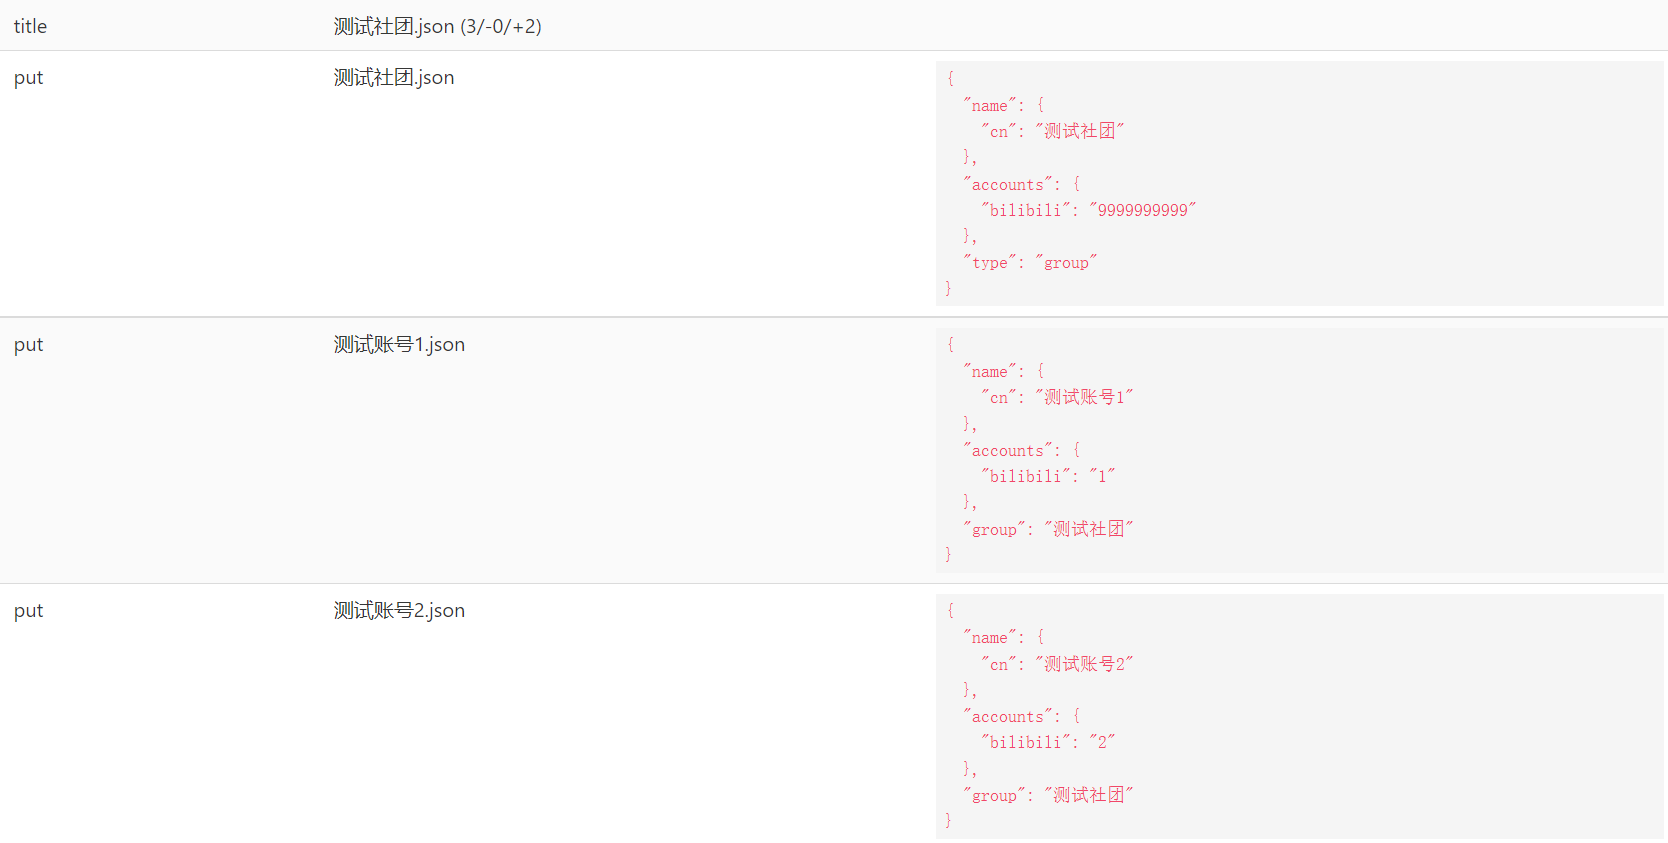 title 测试社团.json (3/-0/+2)
put 测试社团.json
{
  "name": {
    "cn": "测试社团"
  },
  "accounts": {
    "bilibili": "9999999999"
  },
  "type": "group"
}
put 测试账号1.json
{
  "name": {
    "cn": "测试账号1"
  },
  "accounts": {
    "bilibili": "1"
  },
  "group": "测试社团"
}
put 测试账号2.json
{
  "name": {
    "cn": "测试账号2"
  },
  "accounts": {
    "bilibili": "2"
  },
  "group": "测试社团"
}